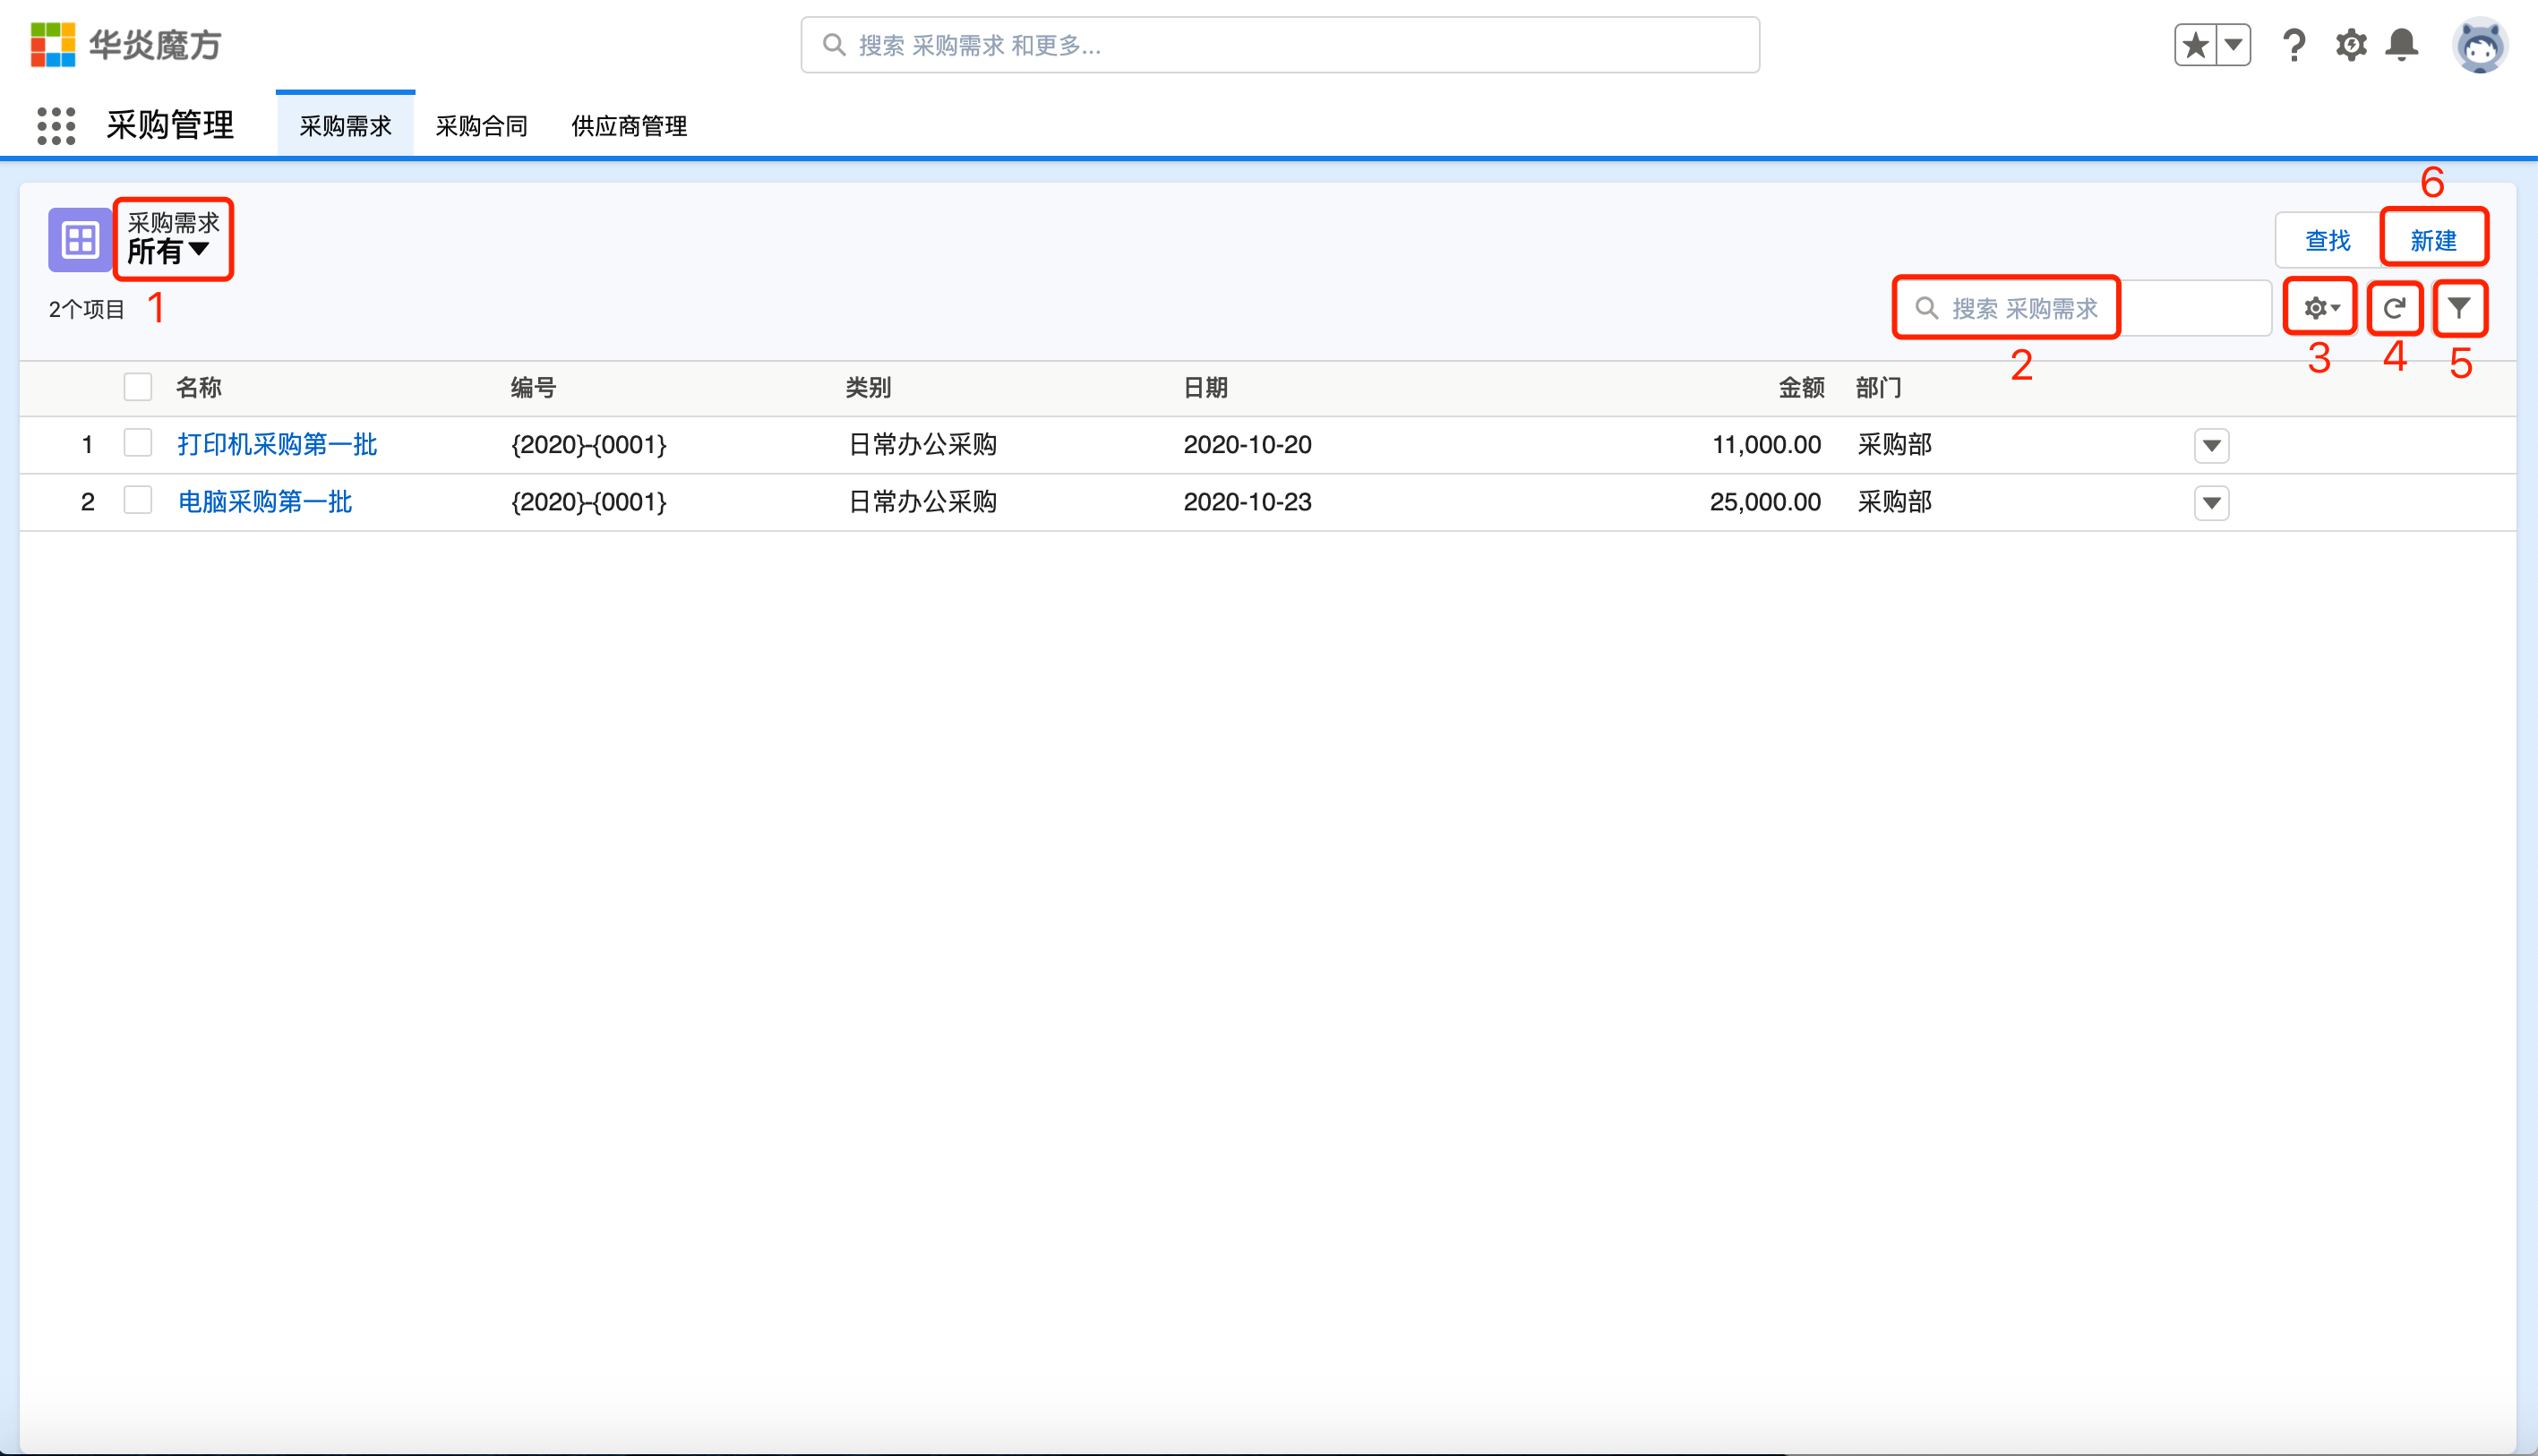 华炎魔方
搜索 采购需求 和更多...
采购管理 采购需求 采购合同 供应商管理
6
采购需求
所有
查找 新建
2个项目 1
搜索 采购需求
2 3 4 5
名称 编号 类别 日期 金额 部门
1 打印机采购第一批 {2020}-{0001} 日常办公采购 2020-10-20 11,000.00 采购部
2 电脑采购第一批 {2020}-{0001} 日常办公采购 2020-10-23 25,000.00 采购部